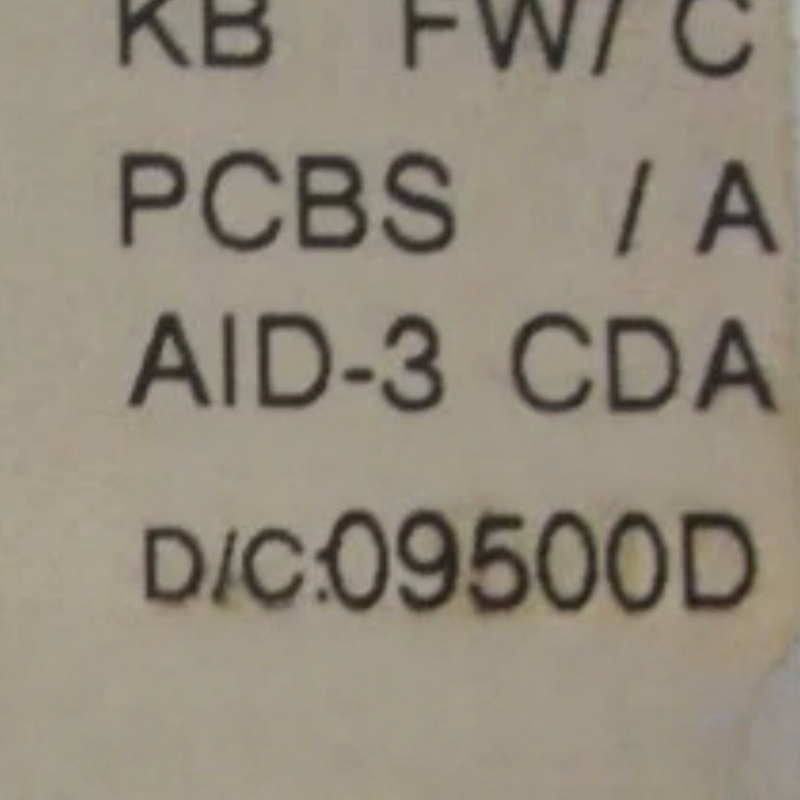 KB FW/ C
PCBS / A
AID-3 CDA
D/C:09500D